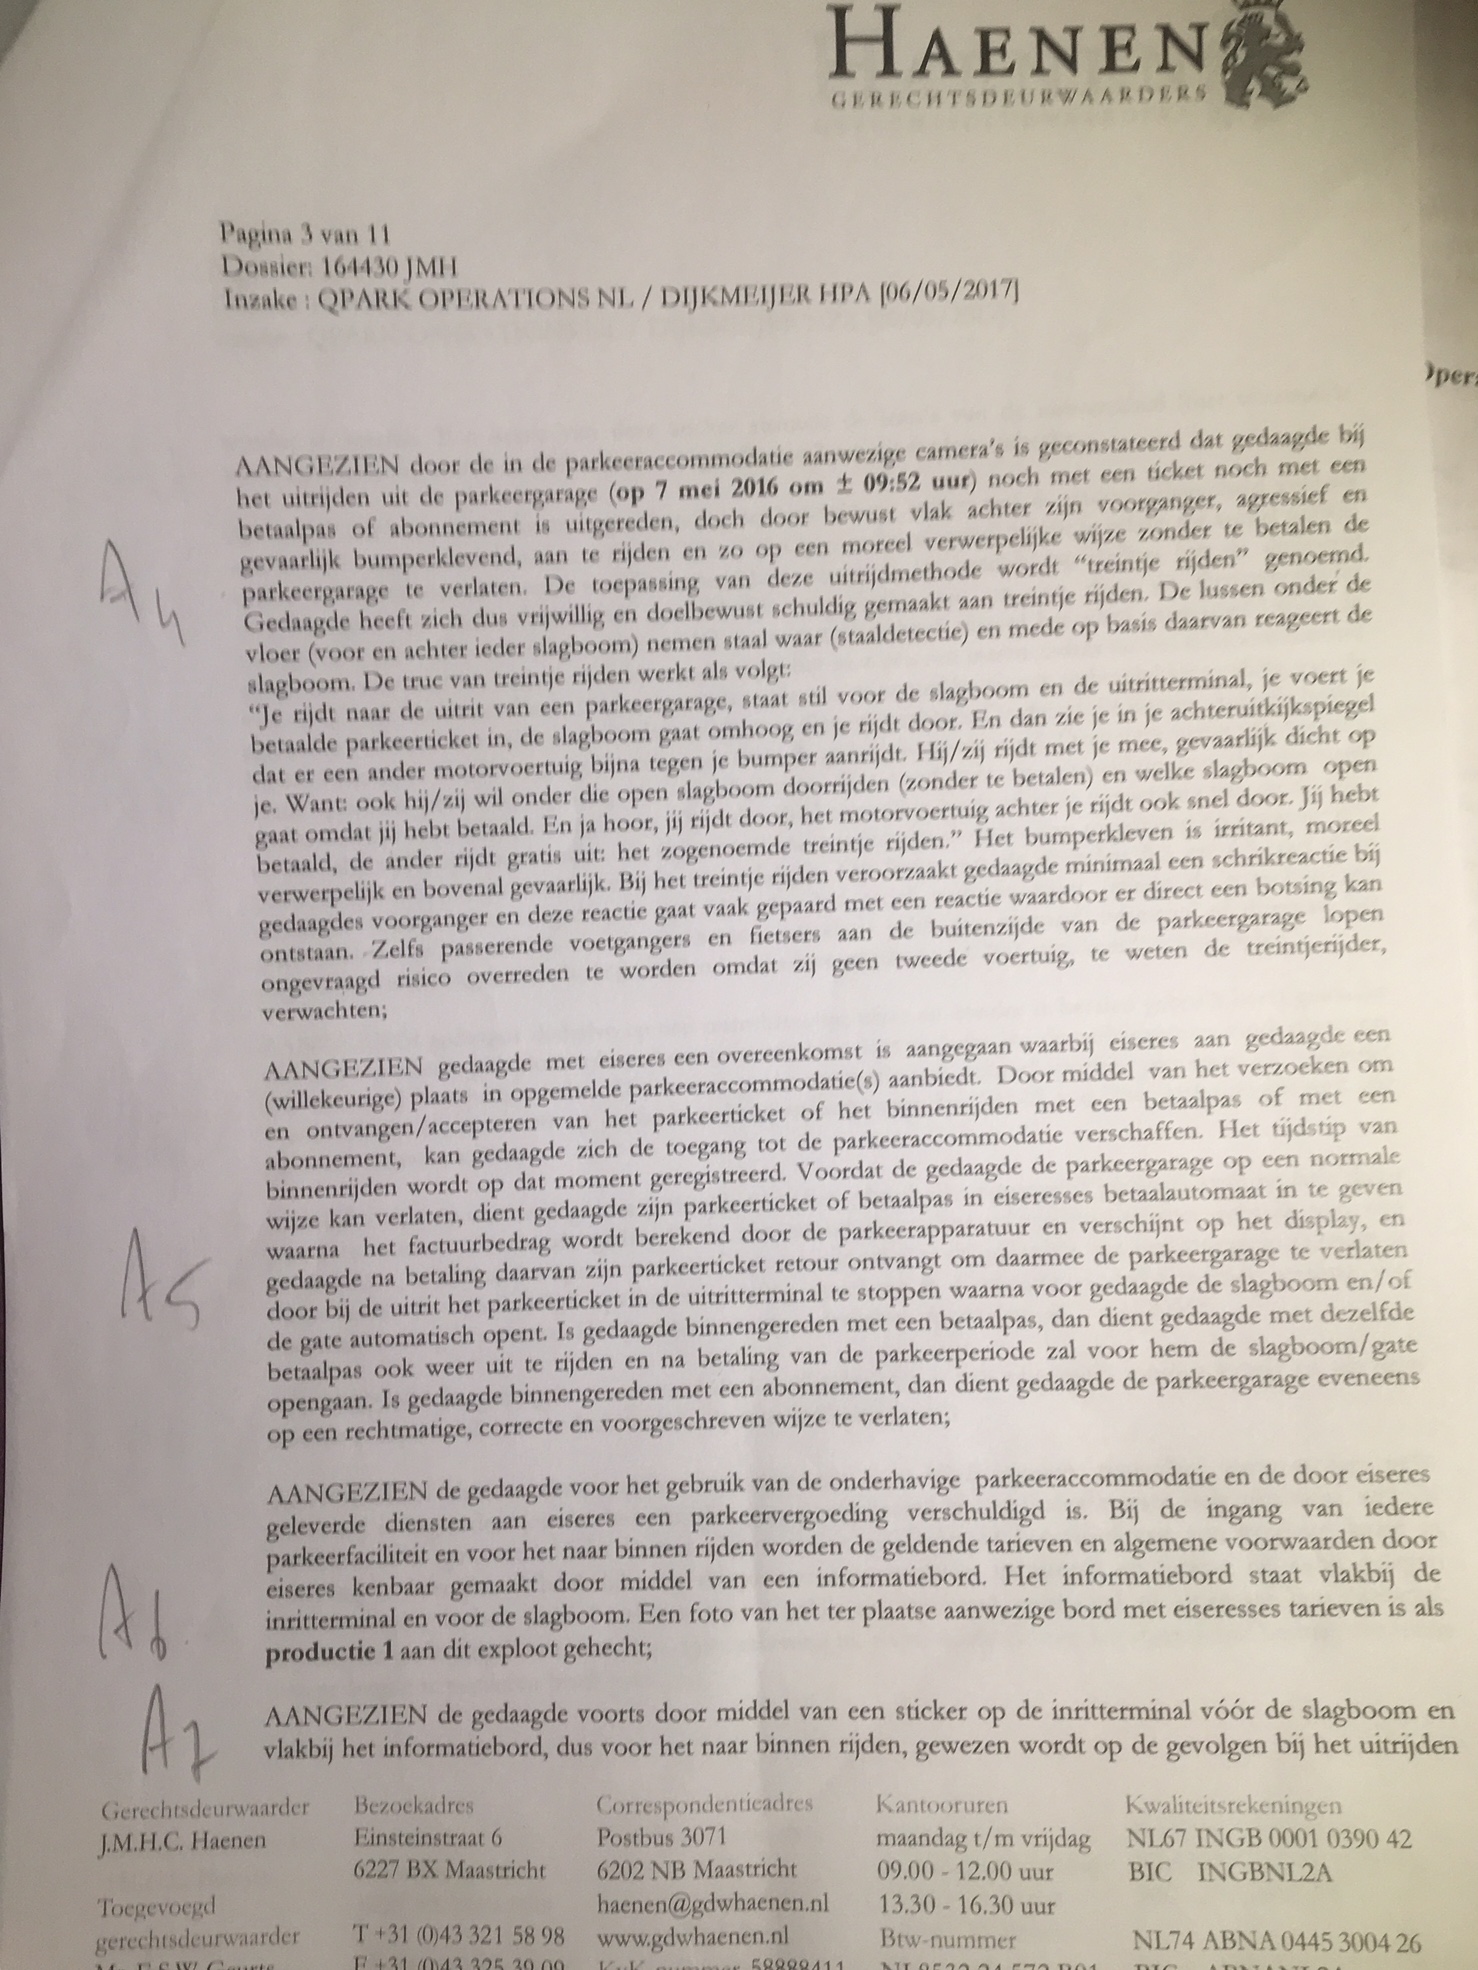 HAENEN
GERECHTSDEURWAARDERS
Pagina 3 van 11
Dossier: 164430 JMH
Inzake : QPARK OPERATIONS NL / DIJKMEIJER HPA [06/05/2017]
AANGEZIEN door de in de parkeeraccommodatie aanwezige camera's is geconstateerd dat gedaagde bij
het uitrijden uit de parkeergarage (op 7 mei 2016 om ± 09:52 uur) noch met een ticket noch met een
betaalpas of abonnement is uitgereden, doch door bewust vlak achter zijn voorganger, agressief en
gevaarlijk bumperklevend, aan te rijden en zo op een moreel verwerpelijke wijze zonder te betalen de
parkeergarage te verlaten. De toepassing van deze uitrijdmethode wordt "treintje rijden" genoemd.
Gedaagde heeft zich dus vrijwillig en doelbewust schuldig gemaakt aan treintje rijden. De lussen onder de
vloer (voor en achter ieder slagboom) nemen staal waar (staaldetectie) en mede op basis daarvan reageert de
slagboom. De truc van treintje rijden werkt als volgt:
"Je rijdt naar de uitrit van een parkeergarage, staat stil voor de slagboom en de uitritterminal, je voert je
betaalde parkeerticket in, de slagboom gaat omhoog en je rijdt door. En dan zie je in je achteruitkijkspiegel
dat er een ander motorvoertuig bijna tegen je bumper aanrijdt. Hij/zij rijdt met je mee, gevaarlijk dicht op
je. Want: ook hij/zij wil onder die open slagboom doorrijden (zonder te betalen) en welke slagboom open
gaat omdat jij hebt betaald. En ja hoor, jij rijdt door, het motorvoertuig achter je rijdt ook snel door. Jij hebt
betaald, de ander rijdt gratis uit: het zogenoemde treintje rijden." Het bumperkleven is irritant, moreel
verwerpelijk en bovenal gevaarlijk. Bij het treintje rijden veroorzaakt gedaagde minimaal een schrikreactie bij
gedaagdes voorganger en deze reactie gaat vaak gepaard met een reactie waardoor er direct een botsing kan
ontstaan. Zelfs passerende voetgangers en fietsers aan de buitenzijde van de parkeergarage lopen
ongevraagd risico overreden te worden omdat zij geen tweede voertuig, te weten de treintjerijder,
verwachten;
A4
AANGEZIEN gedaagde met eiseres een overeenkomst is aangegaan waarbij eiseres aan gedaagde een
(willekeurige) plaats in opgemelde parkeeraccommodatie(s) aanbiedt. Door middel van het verzoeken om
en ontvangen/accepteren van het parkeerticket of het binnenrijden met een betaalpas of met een
abonnement, kan gedaagde zich de toegang tot de parkeeraccommodatie verschaffen. Het tijdstip van
binnenrijden wordt op dat moment geregistreerd. Voordat de gedaagde de parkeergarage op een normale
wijze kan verlaten, dient gedaagde zijn parkeerticket of betaalpas in eiseresses betaalautomaat in te geven
waarna het factuurbedrag wordt berekend door de parkeerapparatuur en verschijnt op het display, en
gedaagde na betaling daarvan zijn parkeerticket retour ontvangt om daarmee de parkeergarage te verlaten
door bij de uitrit het parkeerticket in de uitritterminal te stoppen waarna voor gedaagde de slagboom en/of
de gate automatisch opent. Is gedaagde binnengereden met een betaalpas, dan dient gedaagde met dezelfde
betaalpas ook weer uit te rijden en na betaling van de parkeerperiode zal voor hem de slagboom/gate
opengaan. Is gedaagde binnengereden met een abonnement, dan dient gedaagde de parkeergarage eveneens
op een rechtmatige, correcte en voorgeschreven wijze te verlaten;
A5
AANGEZIEN de gedaagde voor het gebruik van de onderhavige parkeeraccommodatie en de door eiseres
geleverde diensten aan eiseres een parkeervergoeding verschuldigd is. Bij de ingang van iedere
parkeerfaciliteit en voor het naar binnen rijden worden de geldende tarieven en algemene voorwaarden door
eiseres kenbaar gemaakt door middel van een informatiebord. Het informatiebord staat vlakbij de
inritterminal en voor de slagboom. Een foto van het ter plaatse aanwezige bord met eiseresses tarieven is als
productie 1 aan dit exploot gehecht;
A6
AANGEZIEN de gedaagde voorts door middel van een sticker op de inritterminal vóór de slagboom en
vlakbij het informatiebord, dus voor het naar binnen rijden, gewezen wordt op de gevolgen bij het uitrijden
A7
Gerechtsdeurwaarder
J.M.H.C. Haenen
Toegevoegd
gerechtsdeurwaarder
Bezoekadres
Einsteinstraat 6
6227 BX Maastricht
T +31 (0)43 321 58 98
Correspondentieadres
Postbus 3071
6202 NB Maastricht
haenen@gdwhaenen.nl
www.gdwhaenen.nl
Kantooruren
maandag t/m vrijdag
09.00 - 12.00 uur
13.30 - 16.30 uur
Btw-nummer
Kwaliteitsrekeningen
NL67 INGB 0001 0390 42
BIC INGBNL2A
NL74 ABNA 0445 3004 26